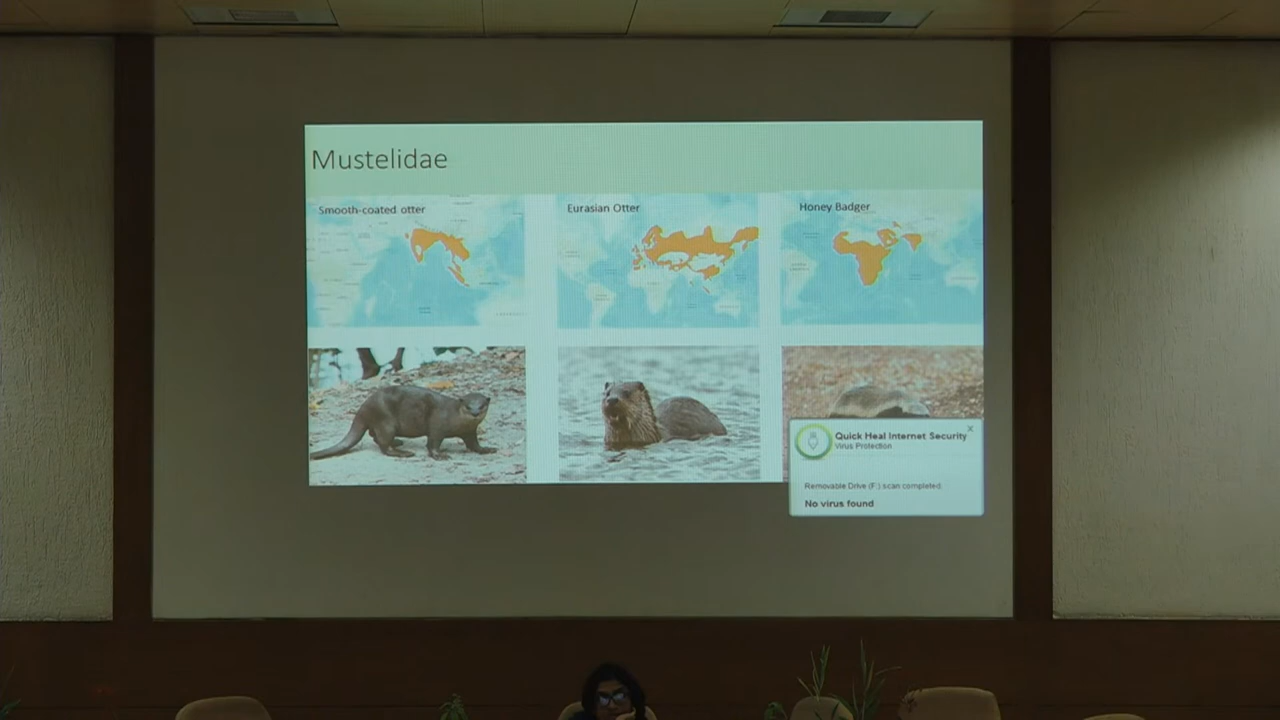 Mustelidae
Smooth-coated otter
Eurasian Otter
Honey Badger
Quick Heal Internet Security
Virus Protection
Removable Drive (F:) scan completed.
No virus found